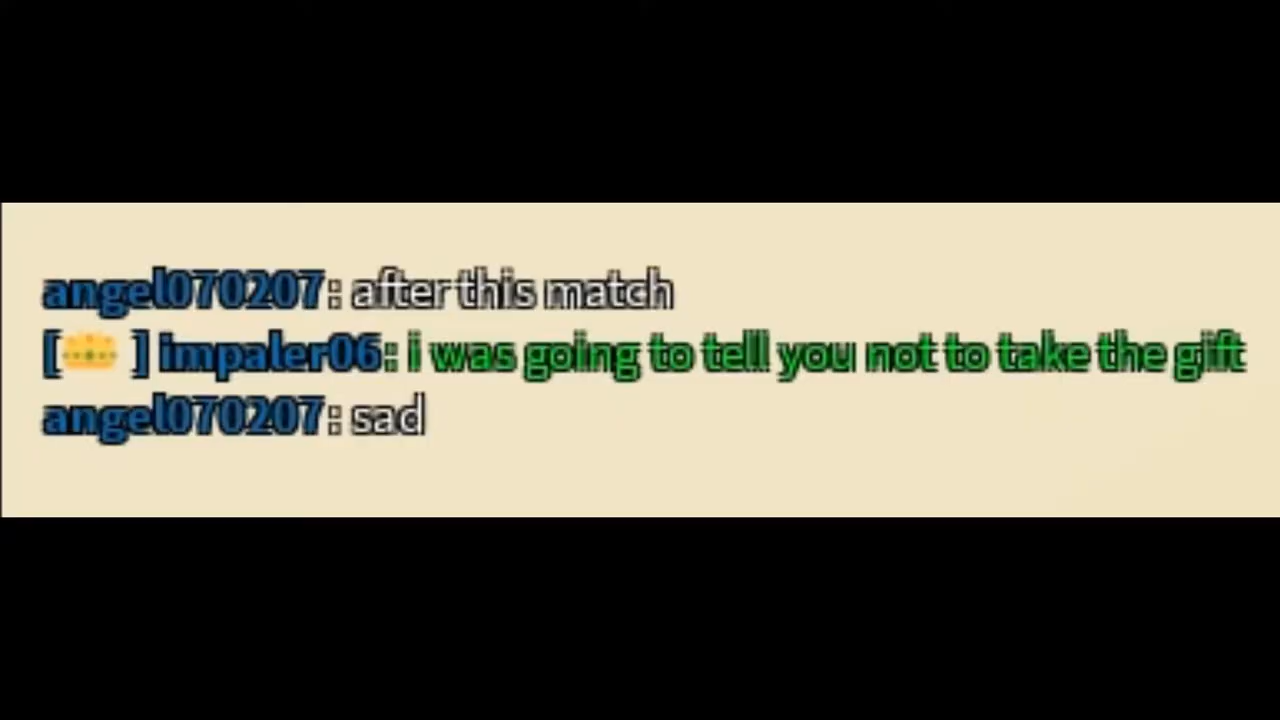 angel070207: after this match
[👑 ] impaler06: i was going to tell you not to take the gift
angel070207: sad